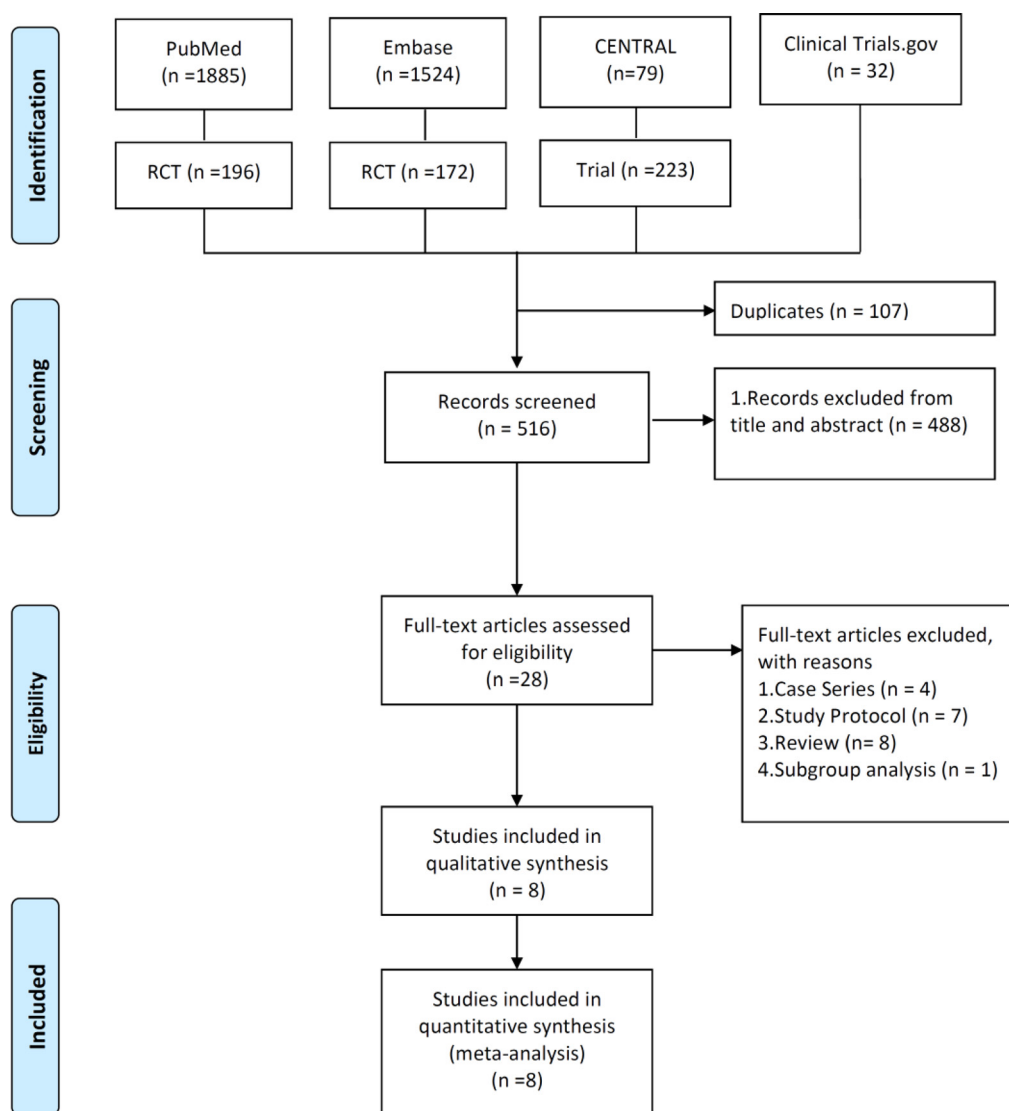 Identification
PubMed
(n =1885)
Embase
(n =1524)
CENTRAL
(n=79)
Clinical Trials.gov
(n = 32)
RCT (n =196)
RCT (n =172)
Trial (n =223)
Screening
Duplicates (n = 107)
Records screened
(n = 516)
1.Records excluded from
title and abstract (n = 488)
Eligibility
Full-text articles assessed
for eligibility
(n =28)
Full-text articles excluded,
with reasons
1.Case Series (n = 4)
2.Study Protocol (n = 7)
3.Review (n= 8)
4.Subgroup analysis (n = 1)
Studies included in
qualitative synthesis
(n = 8)
Included
Studies included in
quantitative synthesis
(meta-analysis)
(n =8)